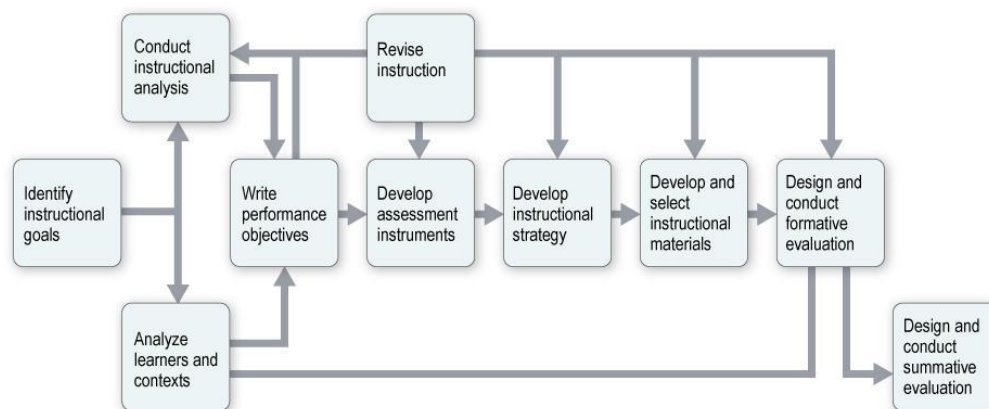 Conduct
instructional
analysis
Revise
instruction
Identify
instructional
goals
Write
performance
objectives
Develop
assessment
instruments
Develop
instructional
strategy
Develop and
select
instructional
materials
Design and
conduct
formative
evaluation
Analyze
learners and
contexts
Design and
conduct
summative
evaluation